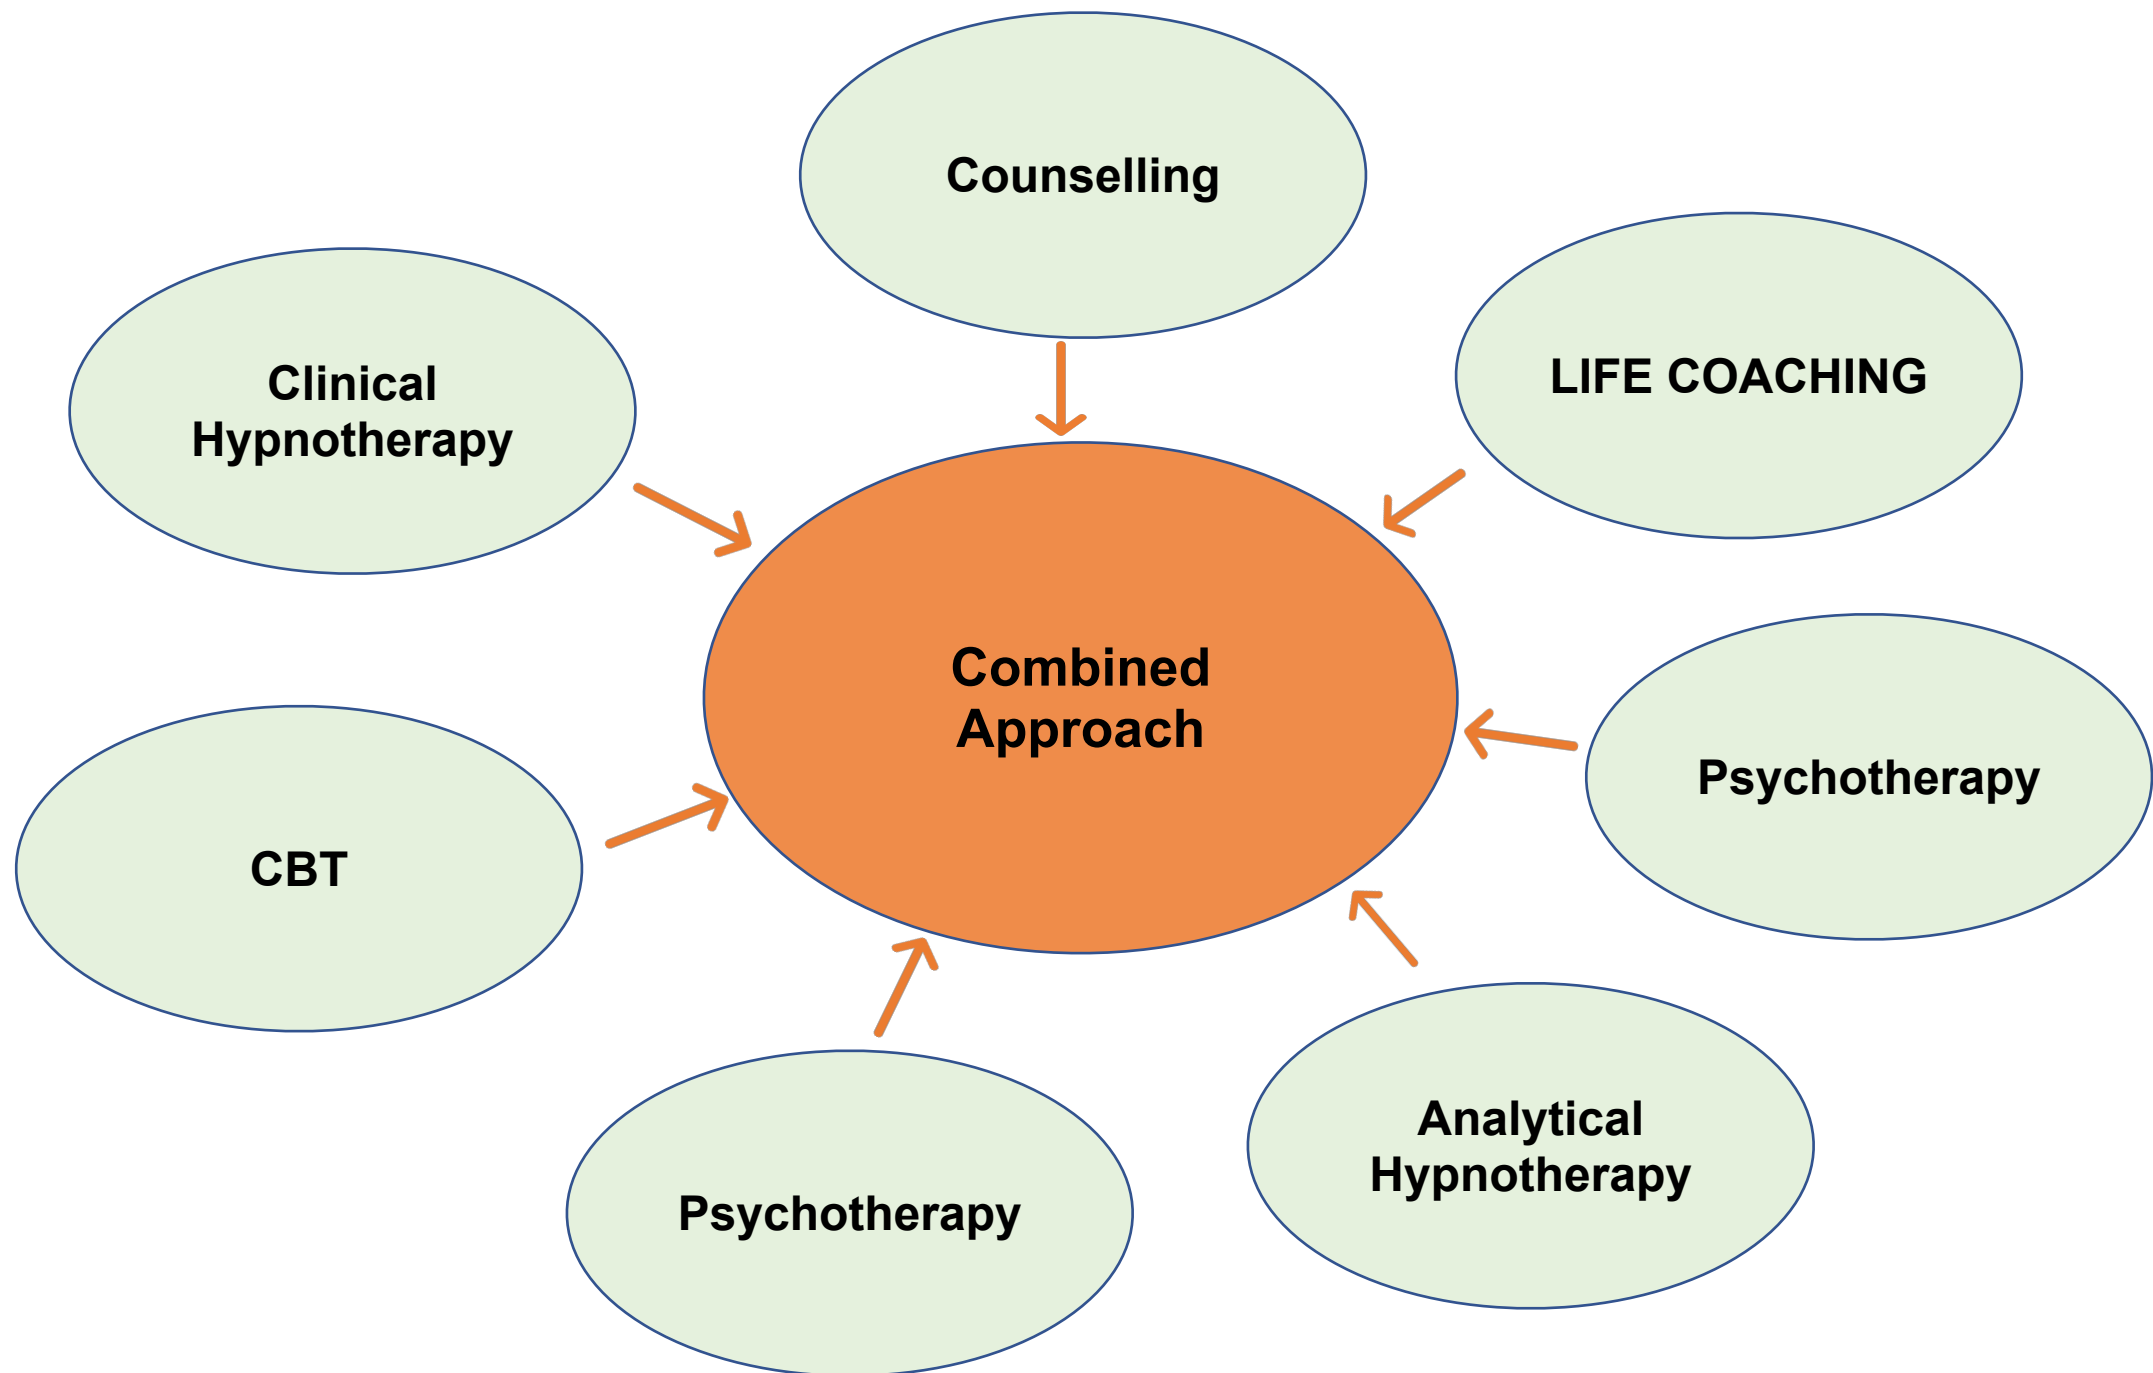 Counselling
LIFE COACHING
Clinical
Hypnotherapy
Combined
Approach
Psychotherapy
CBT
Analytical
Hypnotherapy
Psychotherapy